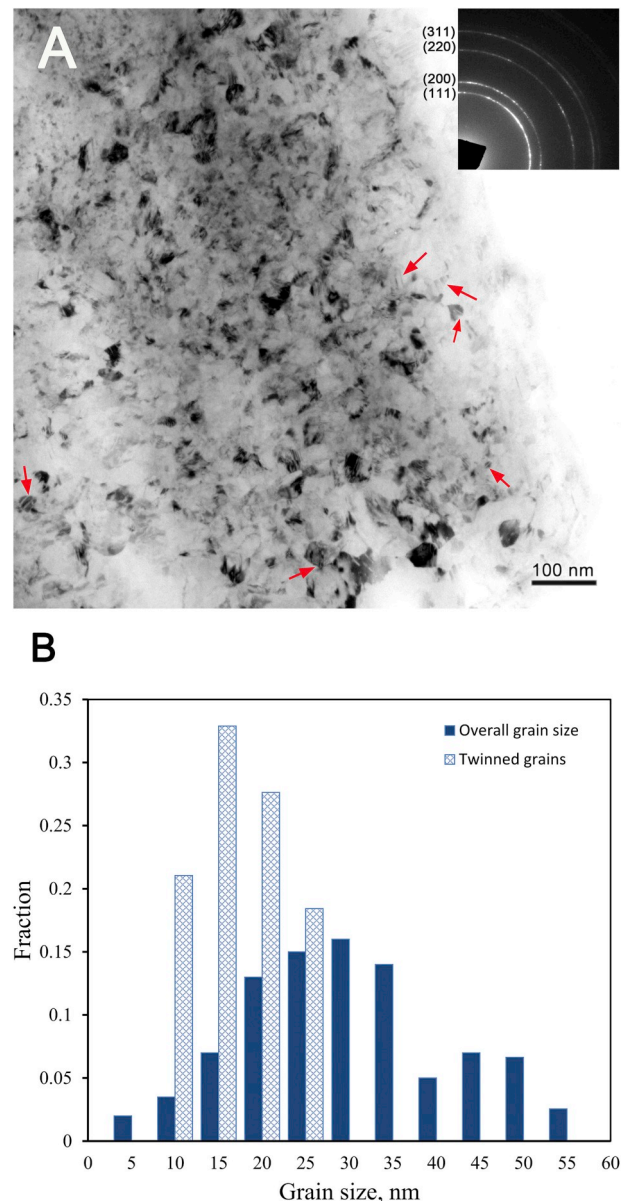 A
(311)
(220)
(200)
(111)
100 nm
B
0.35
0.3
0.25
0.2
0.15
0.1
0.05
0
Fraction
Overall grain size
Twinned grains
0 5 10 15 20 25 30 35 40 45 50 55 60
Grain size, nm